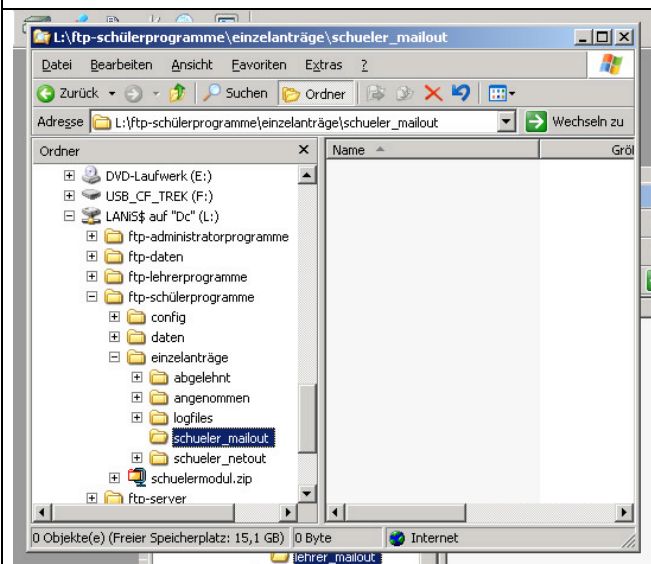 L:\ftp-schülerprogramme\einzelanträge\schueler_mailout
Datei Bearbeiten Ansicht Favoriten Extras ?
Zurück Suchen Ordner
Adresse L:\ftp-schülerprogramme\einzelanträge\schueler_mailout Wechseln zu
Ordner Name Gröl
DVD-Laufwerk (E:)
USB_CF_TREK (F:)
LANiS$ auf "Dc" (L:)
ftp-administratorprogramme
ftp-daten
ftp-lehrerprogramme
ftp-schülerprogramme
config
daten
einzelanträge
abgelehnt
angenommen
logfiles
schueler_mailout
schueler_netout
schuelermodul.zip
ftp-server
0 Objekte(e) (Freier Speicherplatz: 15,1 GB) 0 Byte Internet
lehrer_mailout